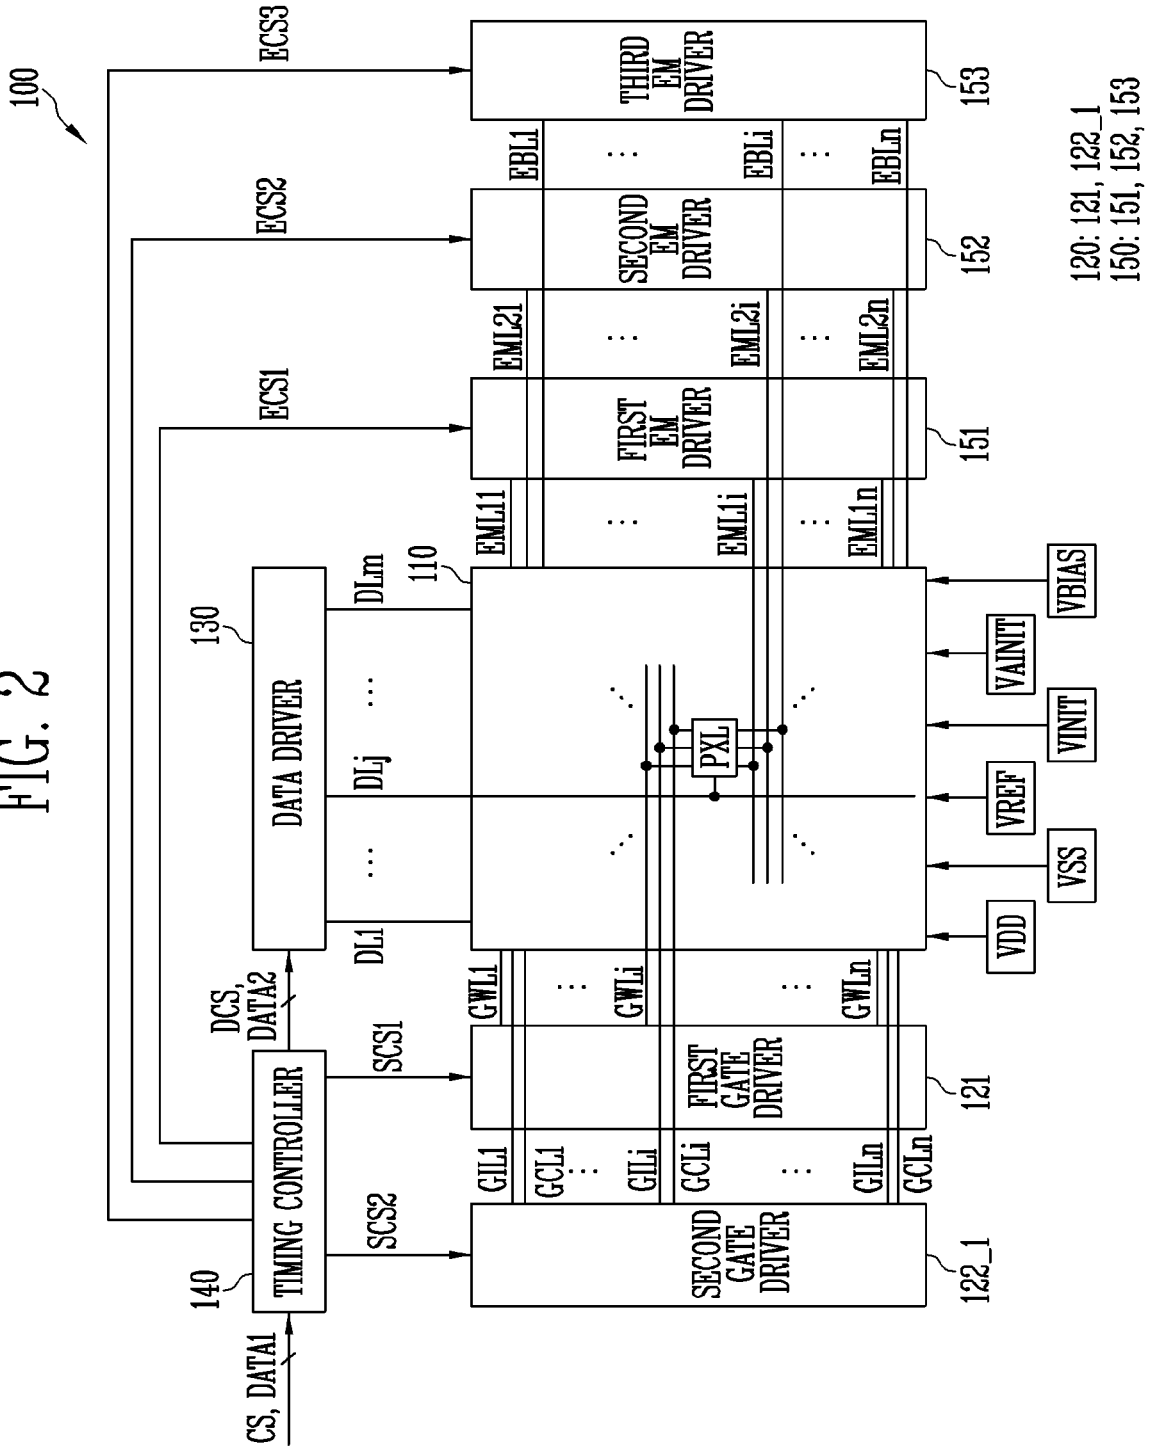 FIG. 2
100
ECS3
ECS2
ECS1
130
DATA DRIVER
DCS,
DATA2
140
TIMING CONTROLLER
CS, DATA1
SCS2
SCS1
DL1
...
DLj
...
DLm
110
SECOND
GATE
DRIVER
122_1
GIL1
GCL1
...
GILi
GCLi
...
GILn
GCLn
FIRST
GATE
DRIVER
121
GWL1
...
GWLi
...
GWLn
PXL
EML11
...
EML1i
...
EML1n
FIRST
EM
DRIVER
151
EML21
...
EML2i
...
EML2n
SECOND
EM
DRIVER
152
EBL1
...
EBLi
...
EBLn
THIRD
EM
DRIVER
153
VDD
VSS
VREF
VINIT
VAINIT
VBIAS
120: 121, 122_1
150: 151, 152, 153